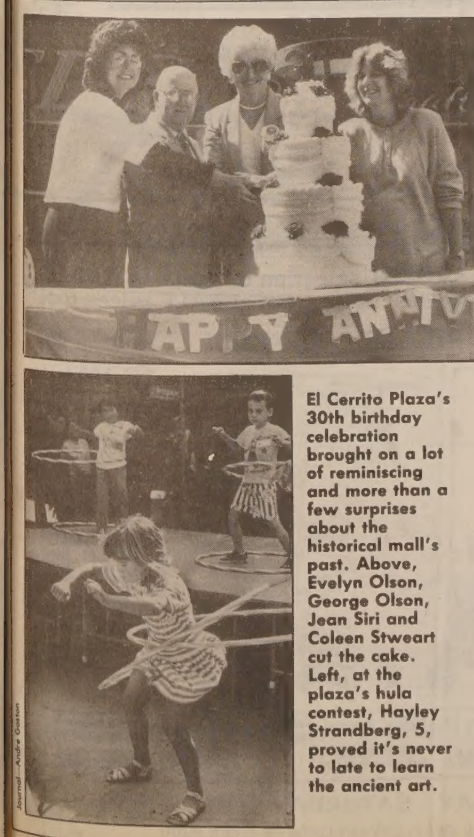 HAPPY ANNIV
El Cerrito Plaza's
30th birthday
celebration
brought on a lot
of reminiscing
and more than a
few surprises
about the
historical mall's
past. Above,
Evelyn Olson,
George Olson,
Jean Siri and
Coleen Stweart
cut the cake.
Left, at the
plaza's hula
contest, Hayley
Strandberg, 5,
proved it's never
to late to learn
the ancient art.
Journal—Andre Gaston